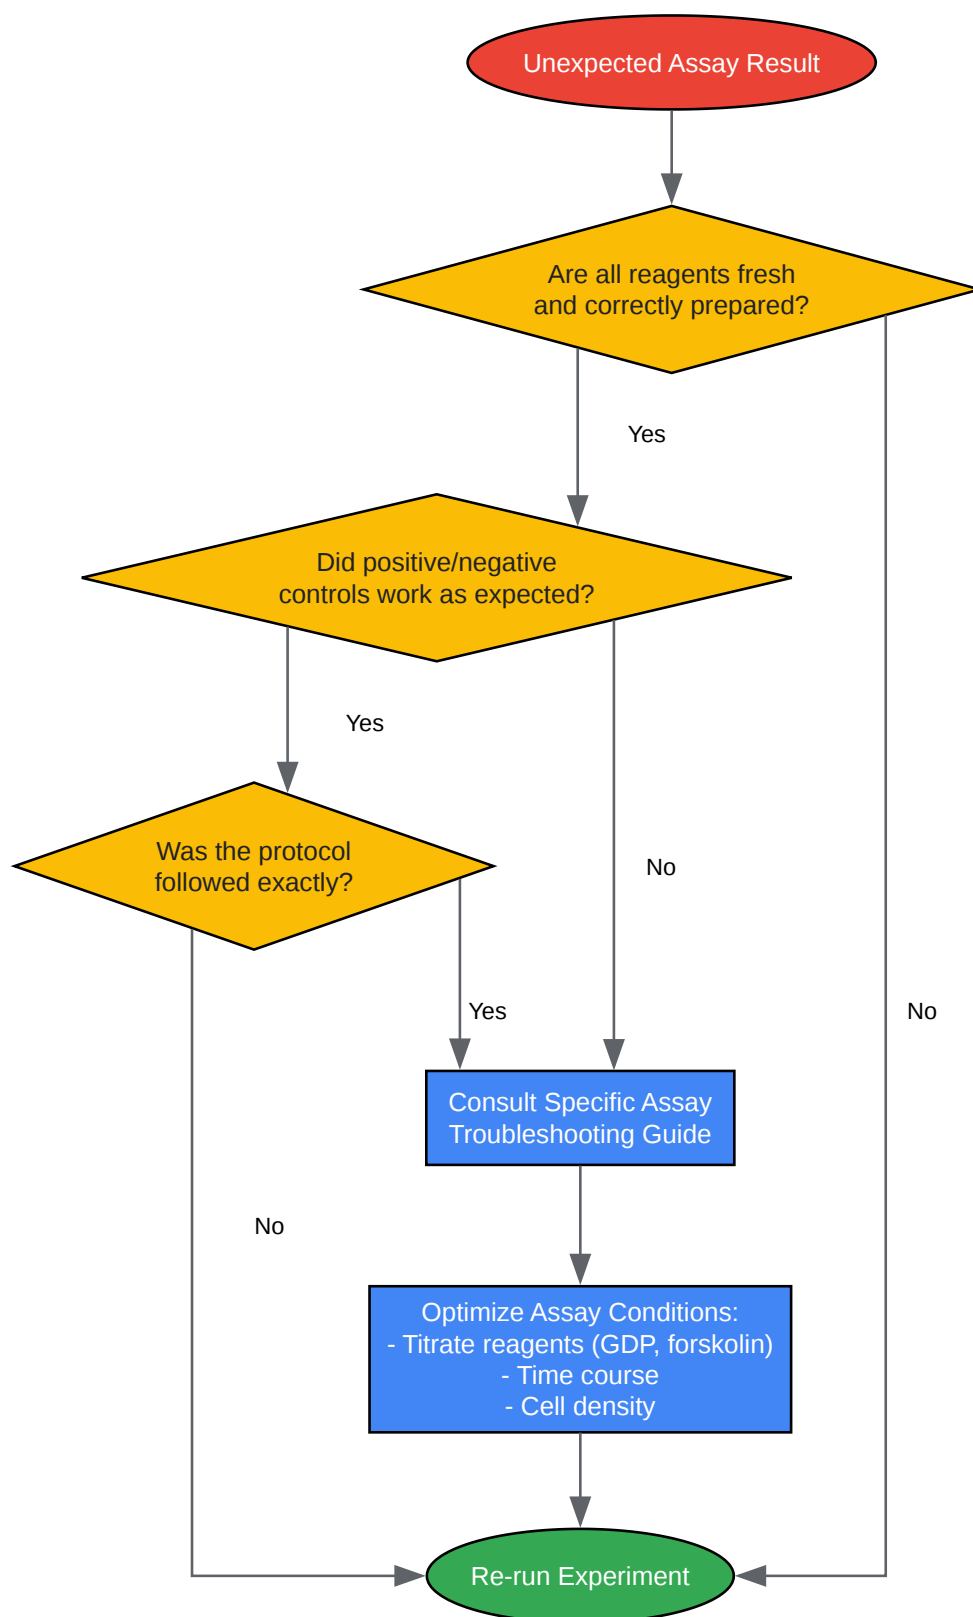 Unexpected Assay Result
Are all reagents fresh
and correctly prepared?
Yes
Did positive/negative
controls work as expected?
Yes
Was the protocol
followed exactly?
No
Yes
No
Consult Specific Assay
Troubleshooting Guide
No
Optimize Assay Conditions:
- Titrate reagents (GDP, forskolin)
- Time course
- Cell density
Re-run Experiment